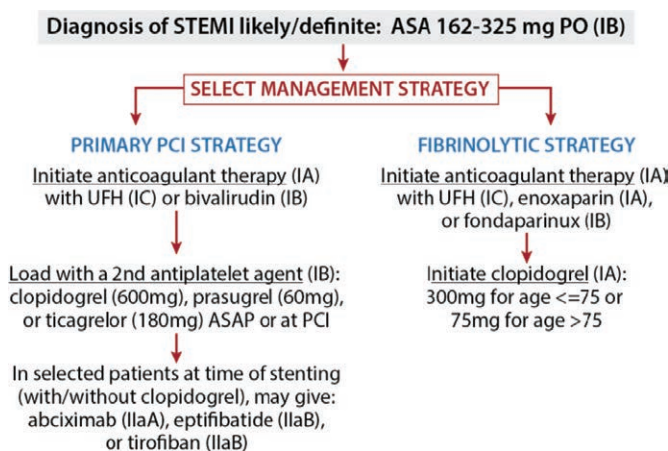 Diagnosis of STEMI likely/definite: ASA 162-325 mg PO (IB)
SELECT MANAGEMENT STRATEGY
PRIMARY PCI STRATEGY
Initiate anticoagulant therapy (IA)
with UFH (IC) or bivalirudin (IB)
Load with a 2nd antiplatelet agent (IB):
clopidogrel (600mg), prasugrel (60mg),
or ticagrelor (180mg) ASAP or at PCI
In selected patients at time of stenting
(with/without clopidogrel), may give:
abciximab (IIaA), eptifibatide (IIaB),
or tirofiban (IIaB)
FIBRINOLYTIC STRATEGY
Initiate anticoagulant therapy (IA)
with UFH (IC), enoxaparin (IA),
or fondaparinux (IB)
Initiate clopidogrel (IA):
300mg for age <=75 or
75mg for age >75